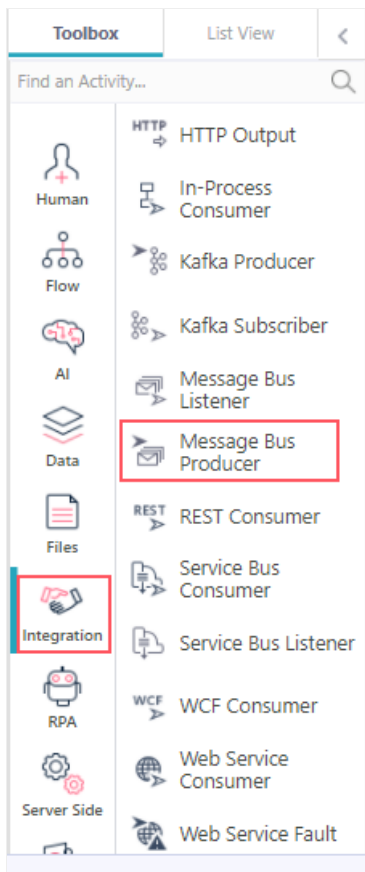 Toolbox
List View
Find an Activity...
Human
Flow
AI
Data
Files
Integration
RPA
Server Side
HTTP
HTTP Output
In-Process
Consumer
Kafka Producer
Kafka Subscriber
Message Bus
Listener
Message Bus
Producer
REST
REST Consumer
Service Bus
Consumer
Service Bus Listener
WCF
WCF Consumer
Web Service
Consumer
Web Service Fault